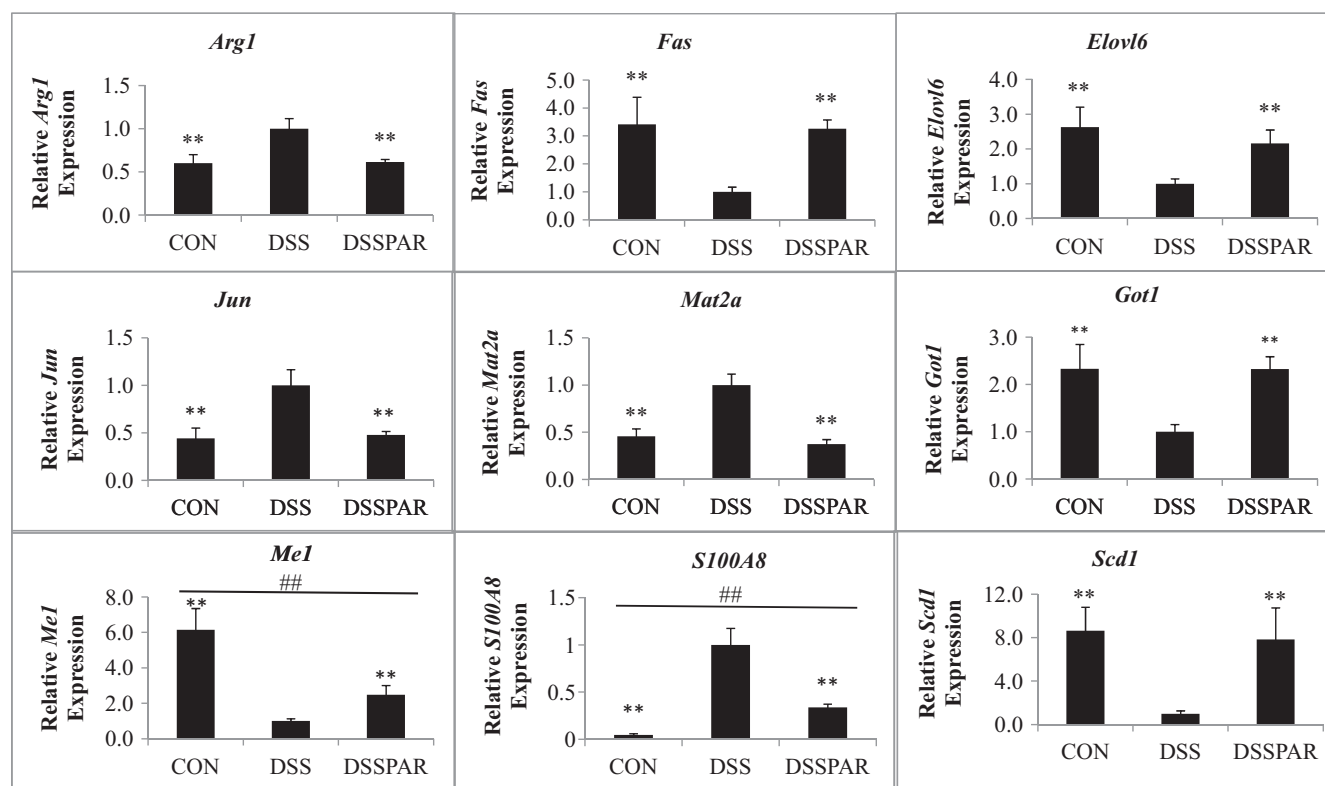 Arg1
Relative Arg1
Expression
1.5
1.0
0.5
0.0
**
**
CON DSS DSSPAR
Fas
Relative Fas
Expression
5.0
4.0
3.0
2.0
1.0
0.0
**
**
CON DSS DSSPAR
Elovl6
Relative Elovl6
Expression
4.0
3.0
2.0
1.0
0.0
**
**
CON DSS DSSPAR
Jun
Relative Jun
Expression
1.5
1.0
0.5
0.0
**
**
CON DSS DSSPAR
Mat2a
Relative Mat2a
Expression
1.5
1.0
0.5
0.0
**
**
CON DSS DSSPAR
Got1
Relative Got1
Expression
3.0
2.0
1.0
0.0
**
**
CON DSS DSSPAR
Me1
##
Relative Me1
Expression
8.0
6.0
4.0
2.0
0.0
**
**
CON DSS DSSPAR
S100A8
##
Relative S100A8
Expression
1.5
1
0.5
0
**
**
CON DSS DSSPAR
Scd1
Relative Scd1
Expression
12.0
8.0
4.0
0.0
**
**
CON DSS DSSPAR